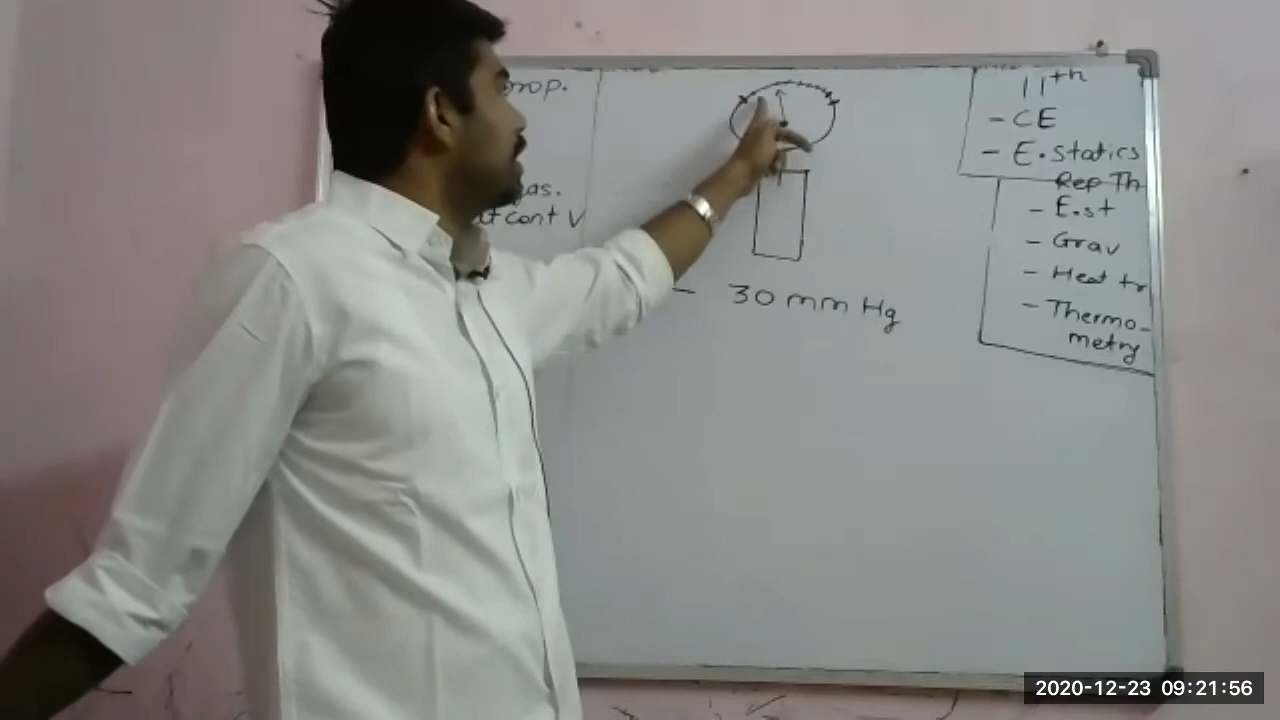 rop.
as.
at cont V
- 30 mm Hg
11th
- CE
- E.statics
Rep Th
- E.st
- Grav
- Heat tr
- Thermo-
metry
2020-12-23 09:21:56